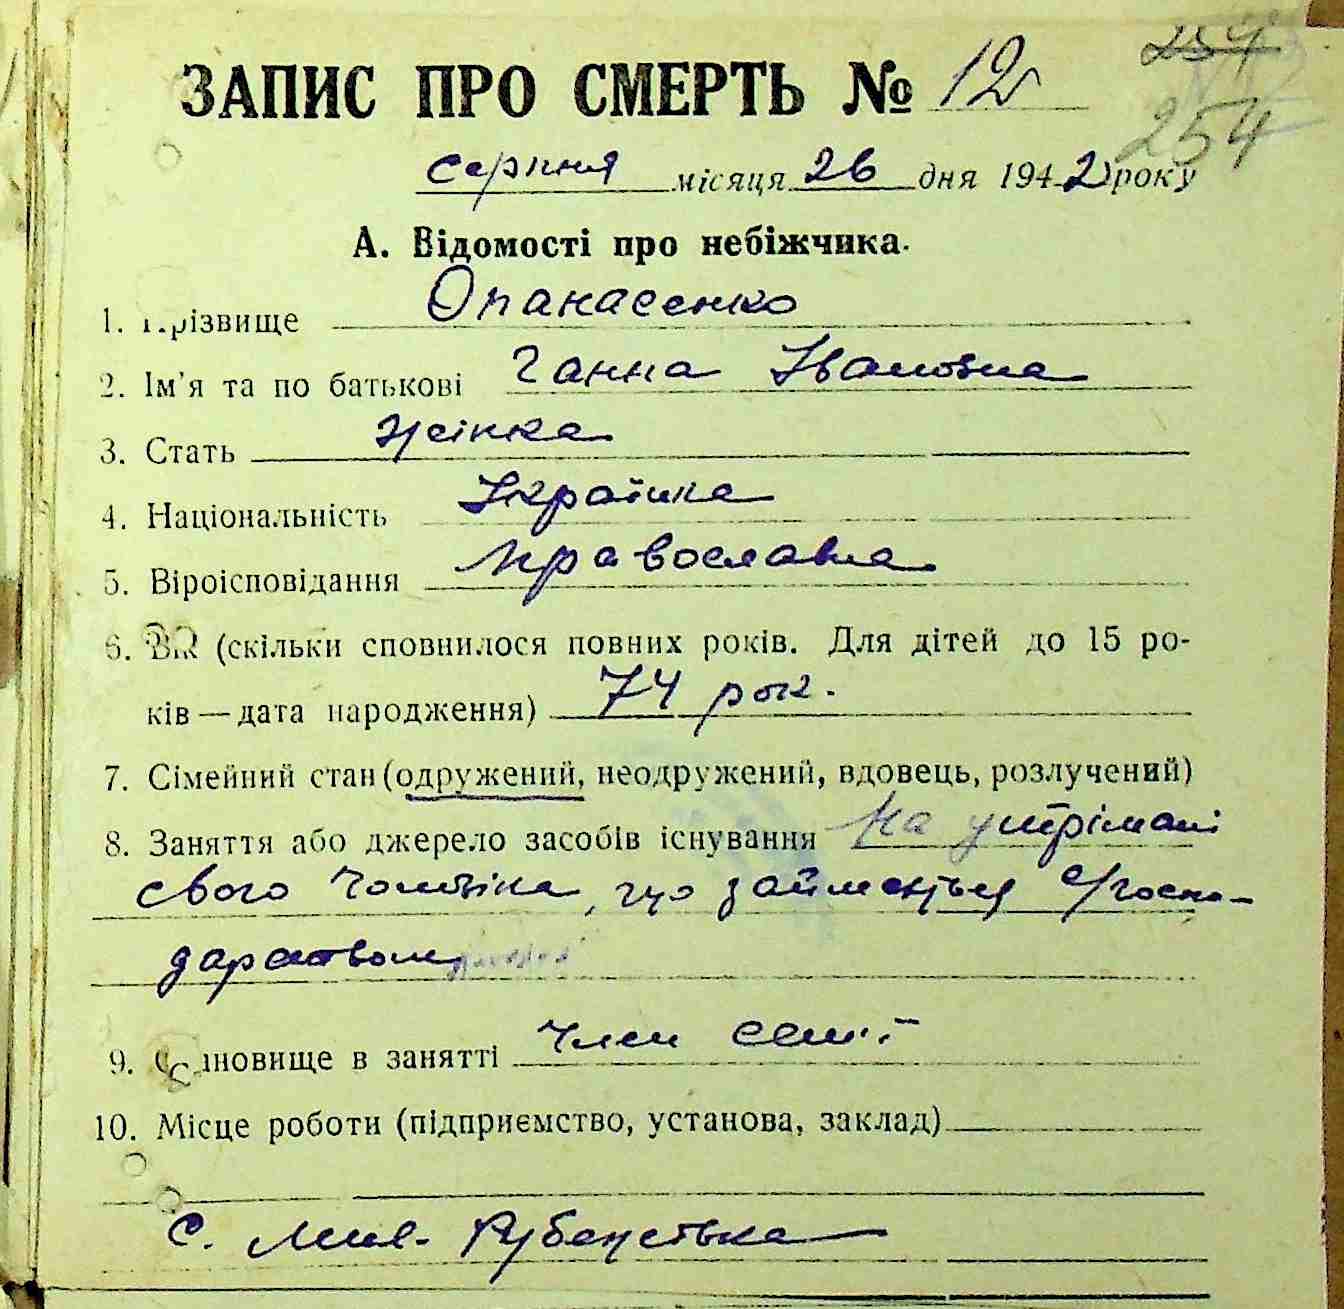 254
ЗАПИС ПРО СМЕРТЬ № 12
254
серпня місяця 26 дня 1942 року
А. Відомості про небіжчика.
1. Прізвище Опанасенко
2. Ім'я та по батькові Ганна Івановна
3. Стать жінка
4. Національність Українка
5. Віроісповідання православна
6. Вік (скільки сповнилося повних років. Для дітей до 15 ро-
ків — дата народження) 74 рок.
7. Сімейний стан (одружений, неодружений, вдовець, розлучений)
8. Заняття або джерело засобів існування На утрімані
свого чоловіка, що займається с/госпо-
дарством
9. Становище в занятті член семії
10. Місце роботи (підприємство, установа, заклад)
С. Мил.